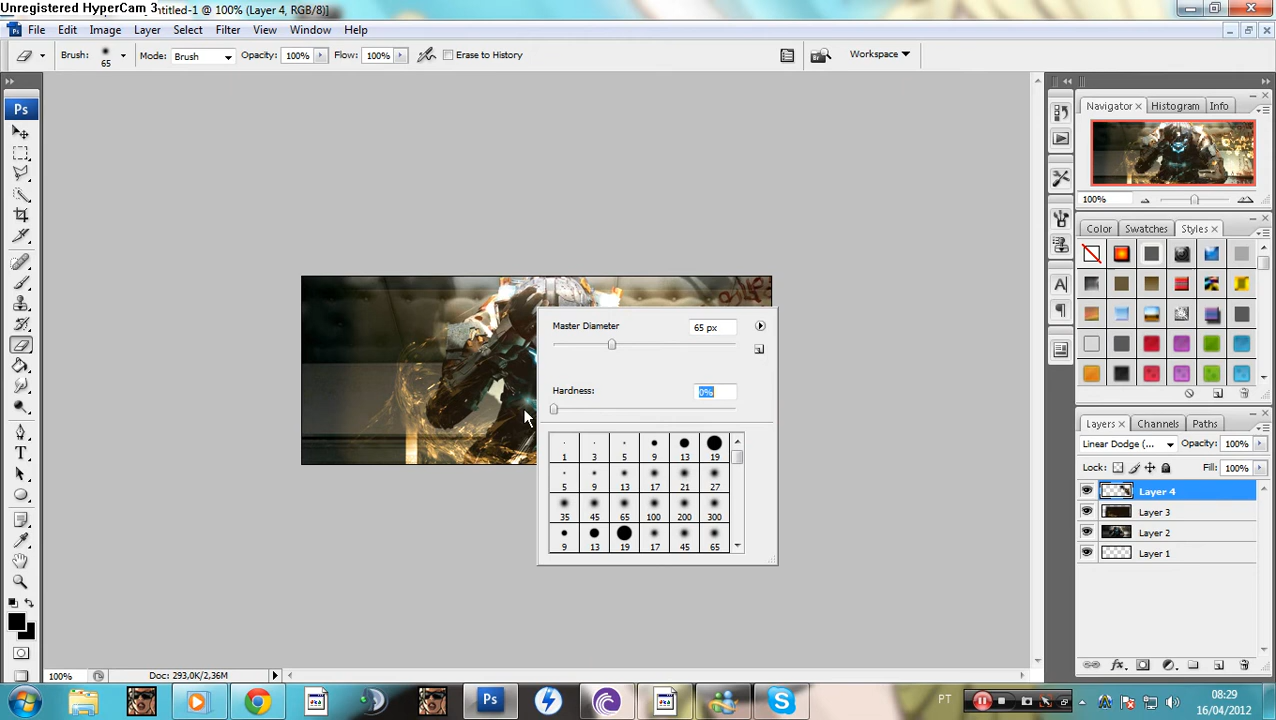 Unregistered HyperCam 3
ntitled-1 @ 100% (Layer 4, RGB/8)]
File Edit Image Layer Select Filter View Window Help
Brush: 65 Mode: Brush Opacity: 100% Flow: 100% Erase to History Workspace
Ps
Navigator Histogram Info
100%
Color Swatches Styles
Master Diameter 65 px
Hardness: 0%
1 3 5 9 13 19
5 9 13 17 21 27
35 45 65 100 200 300
9 13 19 17 45 65
Layers Channels Paths
Linear Dodge (... Opacity: 100%
Lock: Fill: 100%
Layer 4
Layer 3
Layer 2
Layer 1
100% Doc: 293,0K/2,36M
Ps PT 08:29
16/04/2012